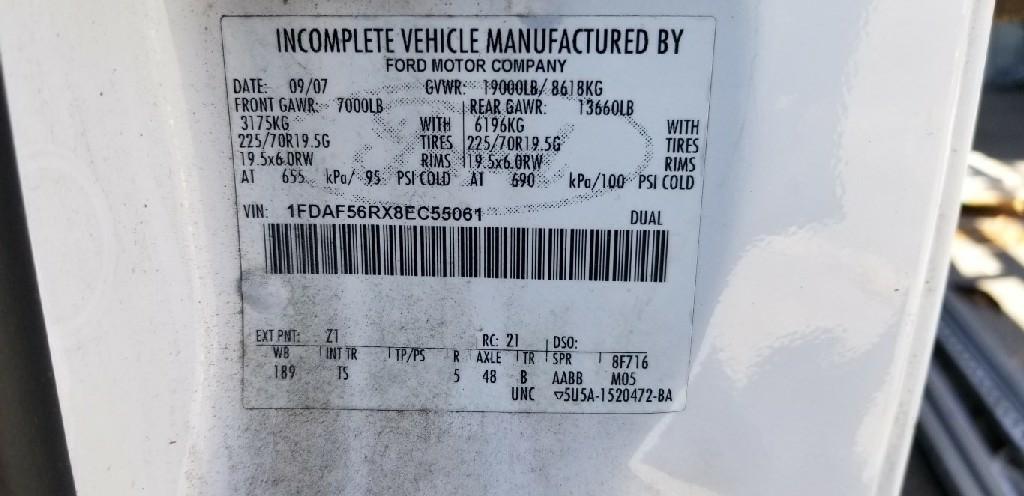 INCOMPLETE VEHICLE MANUFACTURED BY
FORD MOTOR COMPANY
DATE: 09/07 GVWR: 19000LB/ 8618KG
FRONT GAWR: 7000LB REAR GAWR: 13660LB
3175KG WITH 6196KG WITH
225/70R19.5G TIRES 225/70R19.5G TIRES
19.5x6.0RW RIMS 19.5x6.0RW RIMS
AT 655 kPa/ 95 PSI COLD AT 690 kPa/100 PSI COLD
VIN: 1FDAF56RX8EC55061 DUAL
EXT PNT: Z1 RC: 21 DSO:
WB INT TR TP/PS R AXLE TR SPR 8F716
189 TS 5 48 B AABB M05
UNC ▽5U5A-1520472-BA